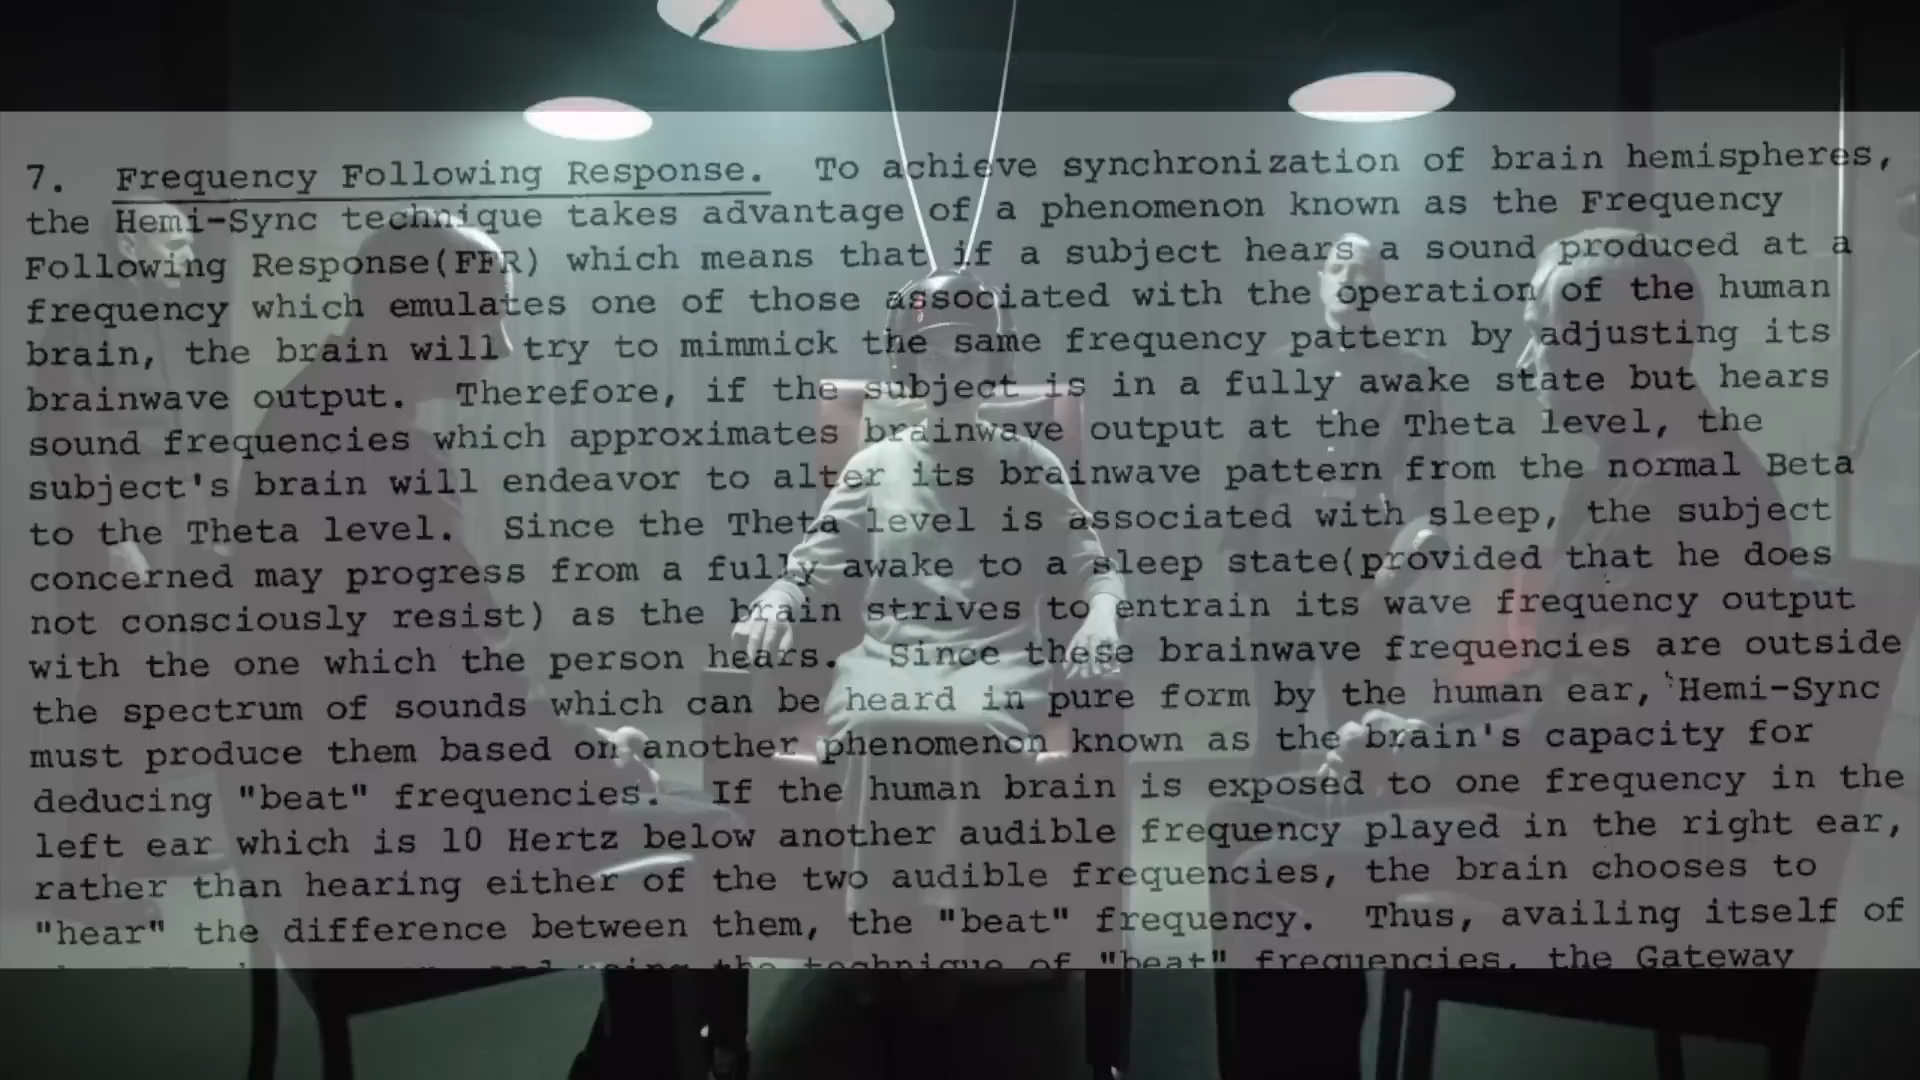 7. Frequency Following Response. To achieve synchronization of brain hemispheres,
the Hemi-Sync technique takes advantage of a phenomenon known as the Frequency
Following Response(FFR) which means that if a subject hears a sound produced at a
frequency which emulates one of those associated with the operation of the human
brain, the brain will try to mimmick the same frequency pattern by adjusting its
brainwave output. Therefore, if the subject is in a fully awake state but hears
sound frequencies which approximates brainwave output at the Theta level, the
subject's brain will endeavor to alter its brainwave pattern from the normal Beta
to the Theta level. Since the Theta level is associated with sleep, the subject
concerned may progress from a fully awake to a sleep state(provided that he does
not consciously resist) as the brain strives to entrain its wave frequency output
with the one which the person hears. Since these brainwave frequencies are outside
the spectrum of sounds which can be heard in pure form by the human ear, Hemi-Sync
must produce them based on another phenomenon known as the brain's capacity for
deducing "beat" frequencies. If the human brain is exposed to one frequency in the
left ear which is 10 Hertz below another audible frequency played in the right ear,
rather than hearing either of the two audible frequencies, the brain chooses to
"hear" the difference between them, the "beat" frequency. Thus, availing itself of
and using the technique of "beat" frequencies, the Gateway